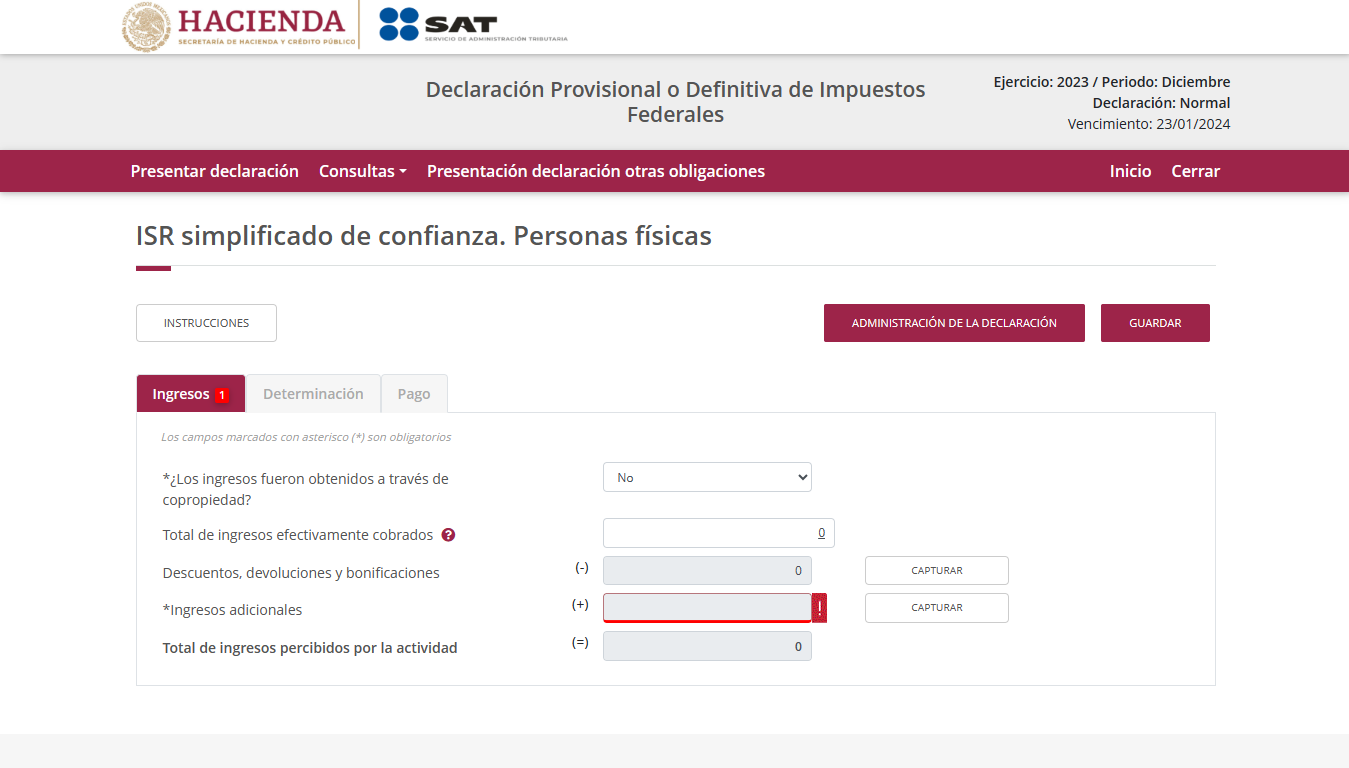 HACIENDA
SECRETARÍA DE HACIENDA Y CRÉDITO PÚBLICO
SAT
SERVICIO DE ADMINISTRACIÓN TRIBUTARIA
Declaración Provisional o Definitiva de Impuestos
Federales
Ejercicio: 2023 / Periodo: Diciembre
Declaración: Normal
Vencimiento: 23/01/2024
Presentar declaración Consultas Presentación declaración otras obligaciones Inicio Cerrar
ISR simplificado de confianza. Personas físicas
INSTRUCCIONES ADMINISTRACIÓN DE LA DECLARACIÓN GUARDAR
Ingresos 1 Determinación Pago
Los campos marcados con asterisco (*) son obligatorios
*¿Los ingresos fueron obtenidos a través de
copropiedad?
No
Total de ingresos efectivamente cobrados ? 0
Descuentos, devoluciones y bonificaciones (-) 0 CAPTURAR
*Ingresos adicionales (+) ! CAPTURAR
Total de ingresos percibidos por la actividad (=) 0